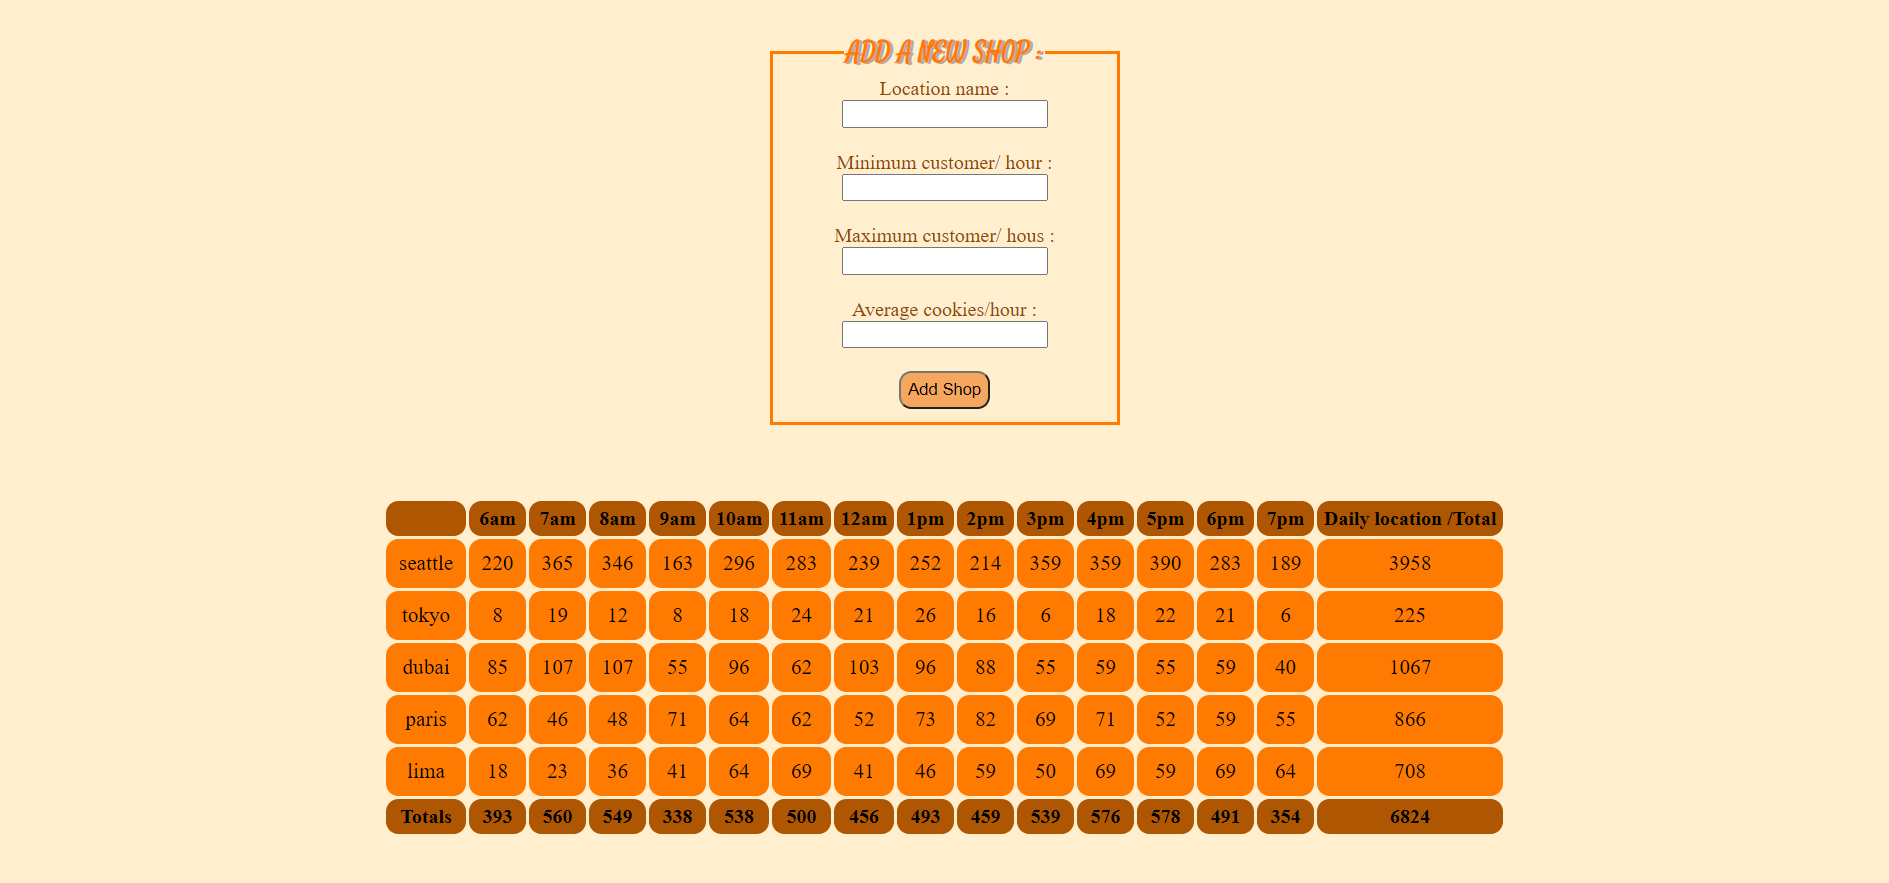 ADD A NEW SHOP :
Location name :
Minimum customer/ hour :
Maximum customer/ hous :
Average cookies/hour :
Add Shop
6am 7am 8am 9am 10am 11am 12am 1pm 2pm 3pm 4pm 5pm 6pm 7pm Daily location /Total
seattle 220 365 346 163 296 283 239 252 214 359 359 390 283 189 3958
tokyo 8 19 12 8 18 24 21 26 16 6 18 22 21 6 225
dubai 85 107 107 55 96 62 103 96 88 55 59 55 59 40 1067
paris 62 46 48 71 64 62 52 73 82 69 71 52 59 55 866
lima 18 23 36 41 64 69 41 46 59 50 69 59 69 64 708
Totals 393 560 549 338 538 500 456 493 459 539 576 578 491 354 6824